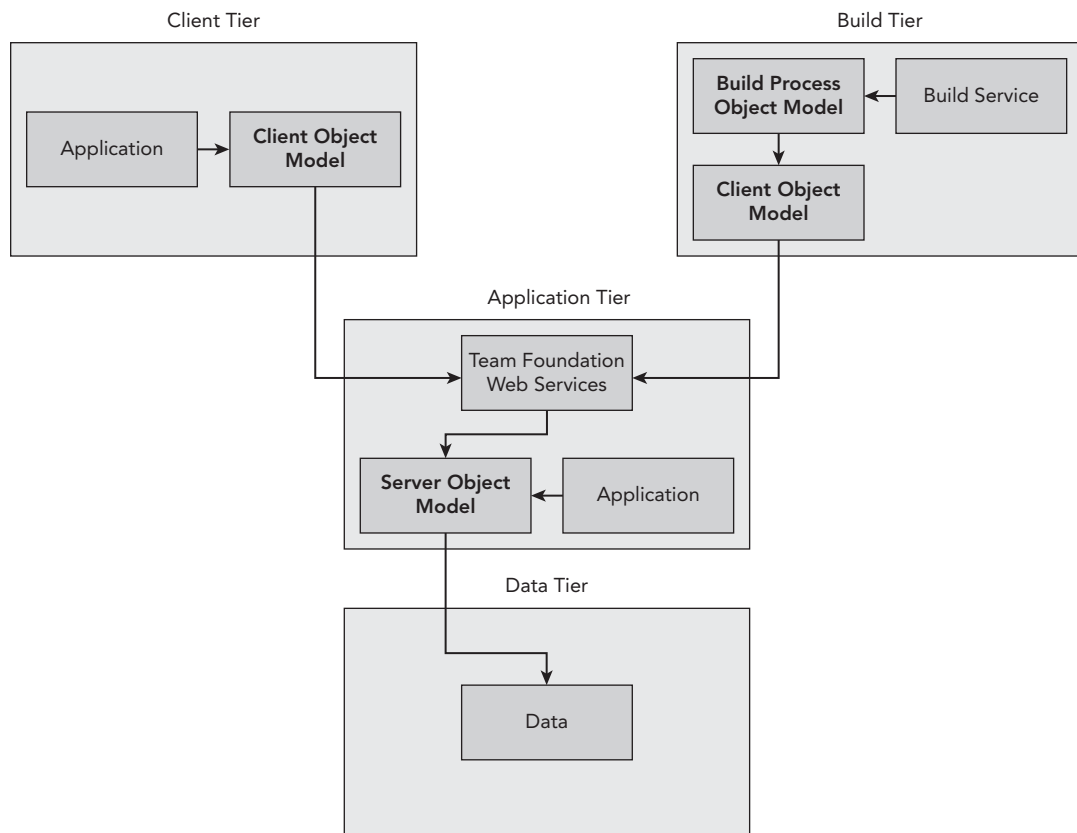 Client Tier
Build Tier
Application
Client Object
Model
Build Process
Object Model
Build Service
Client Object
Model
Application Tier
Team Foundation
Web Services
Server Object
Model
Application
Data Tier
Data